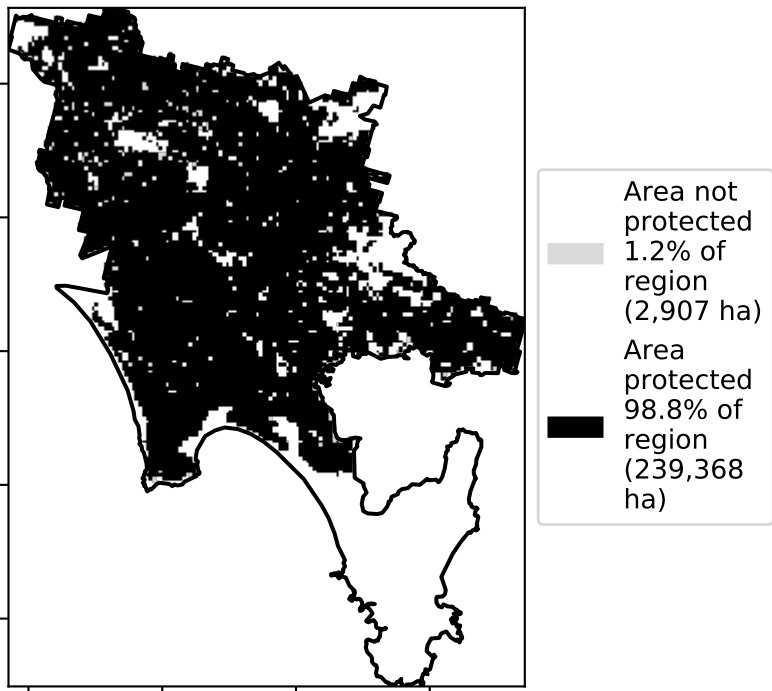 Area not
protected
1.2% of
region
(2,907 ha)
Area
protected
98.8% of
region
(239,368
ha)